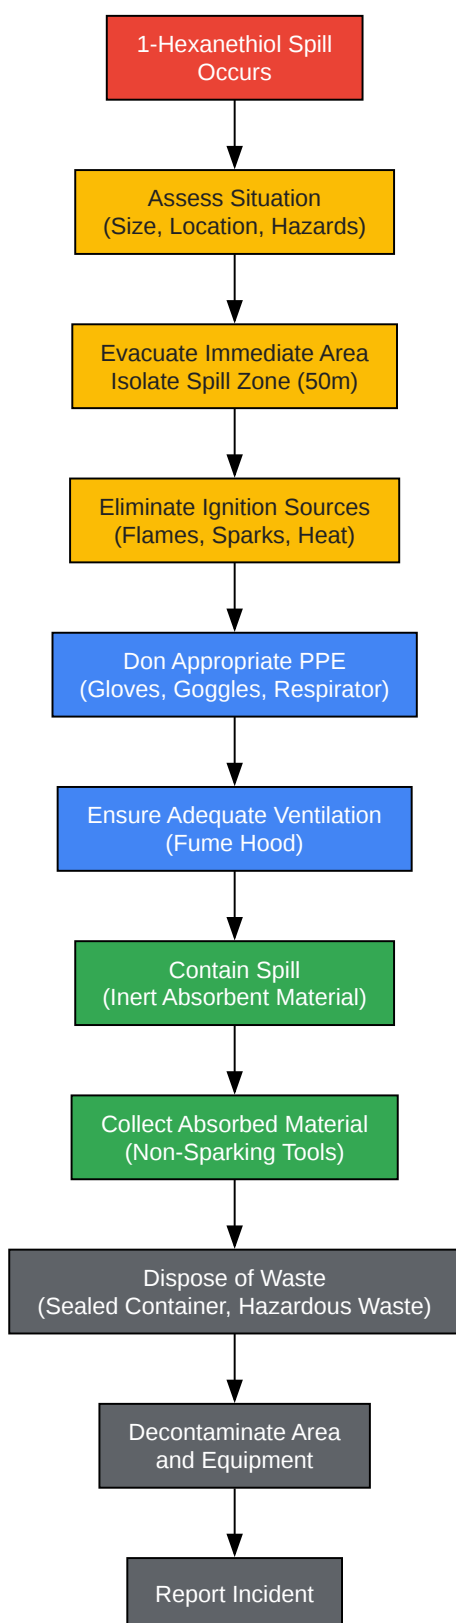 1-Hexanethiol Spill
Occurs
Assess Situation
(Size, Location, Hazards)
Evacuate Immediate Area
Isolate Spill Zone (50m)
Eliminate Ignition Sources
(Flames, Sparks, Heat)
Don Appropriate PPE
(Gloves, Goggles, Respirator)
Ensure Adequate Ventilation
(Fume Hood)
Contain Spill
(Inert Absorbent Material)
Collect Absorbed Material
(Non-Sparking Tools)
Dispose of Waste
(Sealed Container, Hazardous Waste)
Decontaminate Area
and Equipment
Report Incident